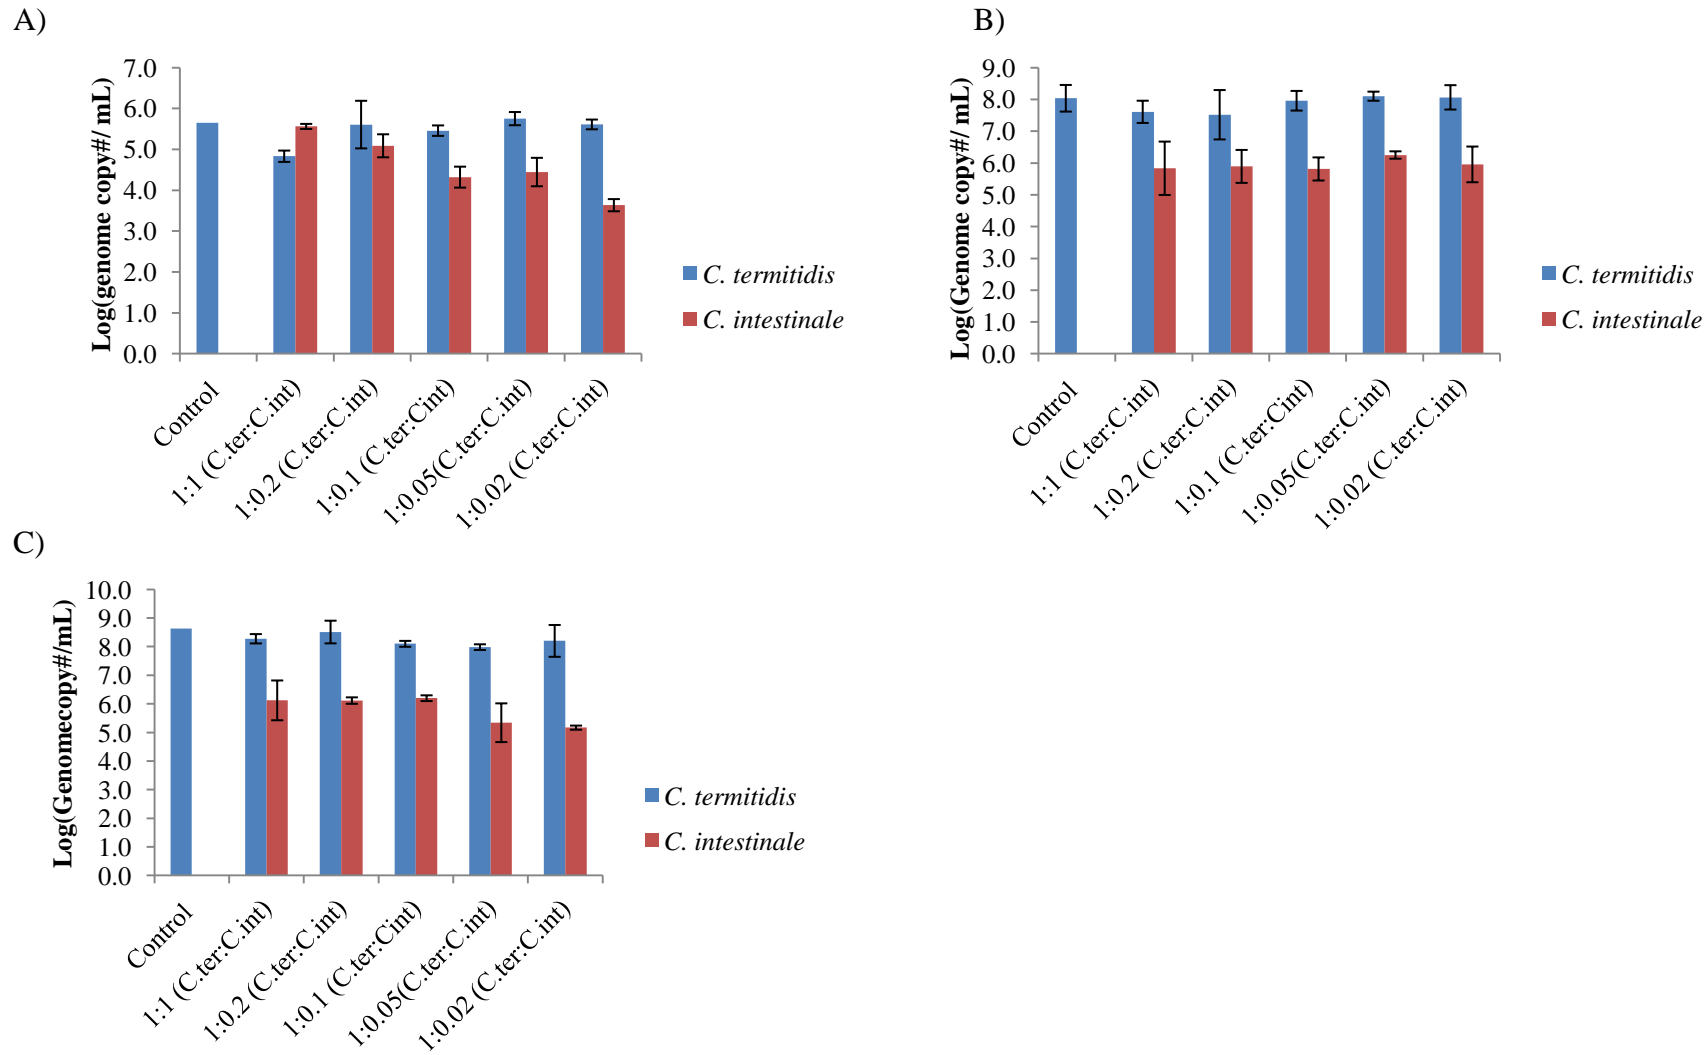 A)
Log(genome copy#/ mL)
7.0
6.0
5.0
4.0
3.0
2.0
1.0
0.0
Control
1:1 (C.ter:C.int)
1:0.2 (C.ter:C.int)
1:0.1 (C.ter:Cint)
1:0.05(C.ter:C.int)
1:0.02 (C.ter:C.int)
C. termitidis
C. intestinale
B)
Log(Genome copy#/ mL)
9.0
8.0
7.0
6.0
5.0
4.0
3.0
2.0
1.0
0.0
Control
1:1 (C.ter:C.int)
1:0.2 (C.ter:C.int)
1:0.1 (C.ter:Cint)
1:0.05(C.ter:C.int)
1:0.02 (C.ter:C.int)
C. termitidis
C. intestinale
C)
Log(Genomecopy#/mL)
10.0
9.0
8.0
7.0
6.0
5.0
4.0
3.0
2.0
1.0
0.0
Control
1:1 (C.ter:C.int)
1:0.2 (C.ter:C.int)
1:0.1 (C.ter:Cint)
1:0.05(C.ter:C.int)
1:0.02 (C.ter:C.int)
C. termitidis
C. intestinale